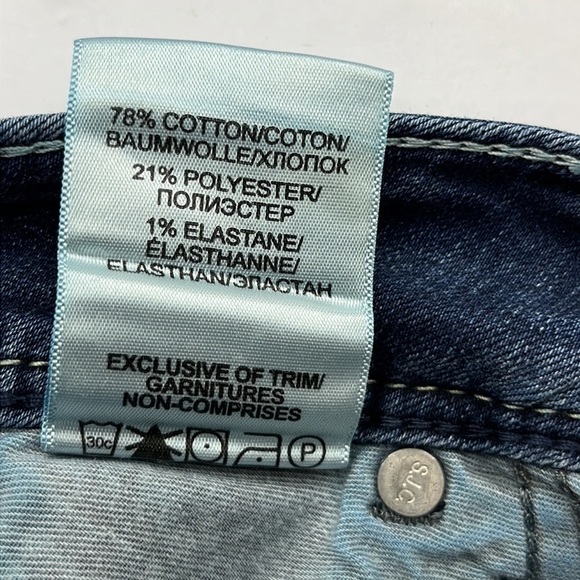 78% COTTON/COTON/
BAUMWOLLE/ХЛОПОК
21% POLYESTER/
ПОЛИЭСТЕР
1% ELASTANE/
ÉLASTHANNE/
ELASTHAN/ЭЛАСТАН
EXCLUSIVE OF TRIM/
GARNITURES
NON-COMPRISES
30c P
S.J.C.